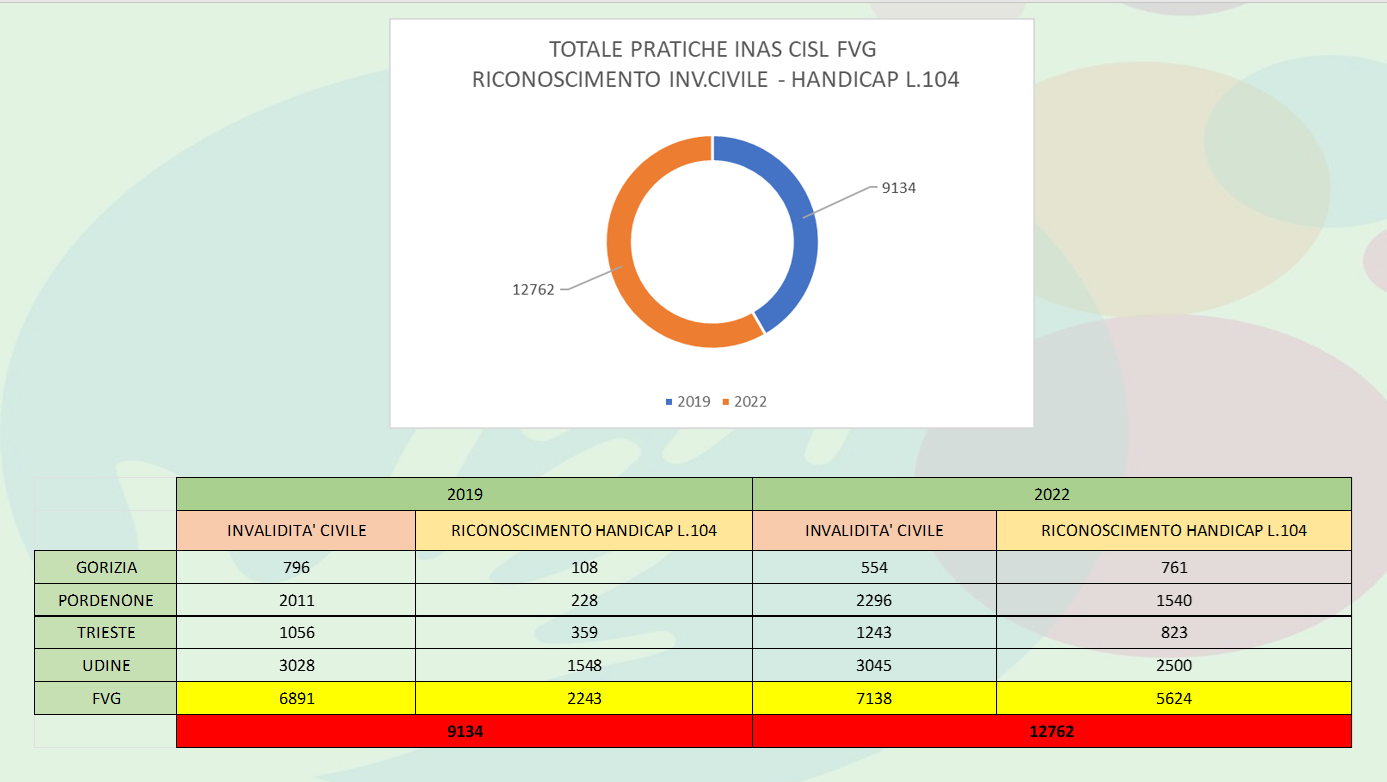 TOTALE PRATICHE INAS CISL FVG
RICONOSCIMENTO INV.CIVILE - HANDICAP L.104
9134
12762
2019 2022
2019 2022
INVALIDITA' CIVILE RICONOSCIMENTO HANDICAP L.104 INVALIDITA' CIVILE RICONOSCIMENTO HANDICAP L.104
GORIZIA 796 108 554 761
PORDENONE 2011 228 2296 1540
TRIESTE 1056 359 1243 823
UDINE 3028 1548 3045 2500
FVG 6891 2243 7138 5624
9134 12762